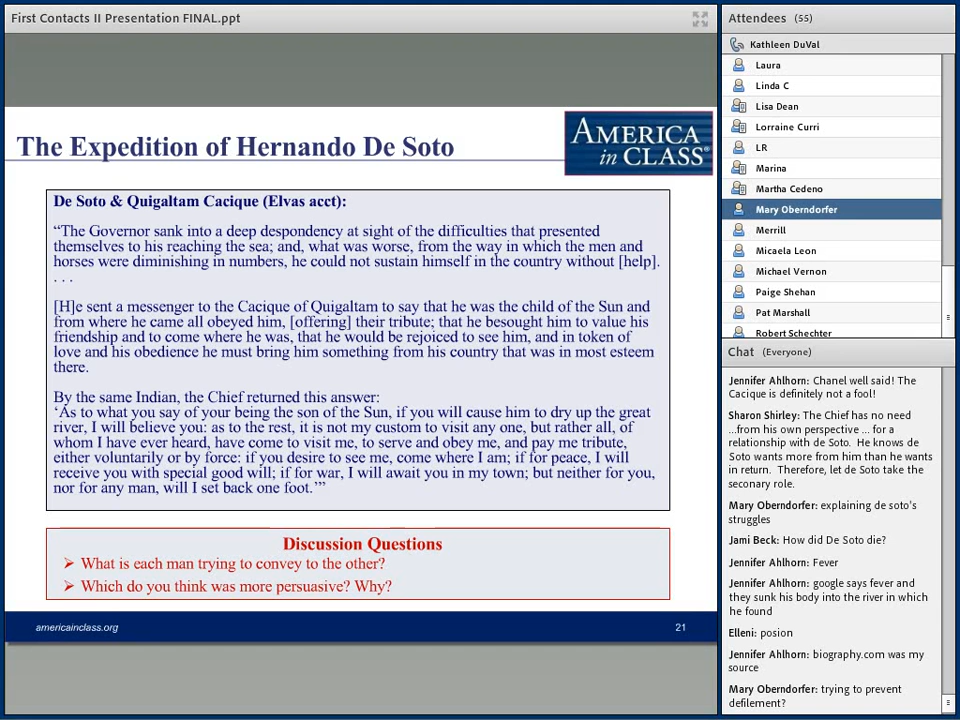 First Contacts II Presentation FINAL.ppt
The Expedition of Hernando De Soto
AMERICA
in CLASS®
De Soto & Quigaltam Cacique (Elvas acct):
“The Governor sank into a deep despondency at sight of the difficulties that presented
themselves to his reaching the sea; and, what was worse, from the way in which the men and
horses were diminishing in numbers, he could not sustain himself in the country without [help].
. . .
[H]e sent a messenger to the Cacique of Quigaltam to say that he was the child of the Sun and
from where he came all obeyed him, [offering] their tribute; that he besought him to value his
friendship and to come where he was, that he would be rejoiced to see him, and in token of
love and his obedience he must bring him something from his country that was in most esteem
there.
By the same Indian, the Chief returned this answer:
‘As to what you say of your being the son of the Sun, if you will cause him to dry up the great
river, I will believe you: as to the rest, it is not my custom to visit any one, but rather all, of
whom I have ever heard, have come to visit me, to serve and obey me, and pay me tribute,
either voluntarily or by force: if you desire to see me, come where I am; if for peace, I will
receive you with special good will; if for war, I will await you in my town; but neither for you,
nor for any man, will I set back one foot.’”
Discussion Questions
➢ What is each man trying to convey to the other?
➢ Which do you think was more persuasive? Why?
americainclass.org
21
Attendees (55)
Kathleen DuVal
Laura
Linda C
Lisa Dean
Lorraine Curri
LR
Marina
Martha Cedeno
Mary Oberndorfer
Merrill
Micaela Leon
Michael Vernon
Paige Shehan
Pat Marshall
Robert Schechter
Chat (Everyone)
Jennifer Ahlhorn: Chanel well said! The
Cacique is definitely not a fool!
Sharon Shirley: The Chief has no need
...from his own perspective ... for a
relationship with de Soto. He knows de
Soto wants more from him than he wants
in return. Therefore, let de Soto take the
seconary role.
Mary Oberndorfer: explaining de soto's
struggles
Jami Beck: How did De Soto die?
Jennifer Ahlhorn: Fever
Jennifer Ahlhorn: google says fever and
they sunk his body into the river in which
he found
Elleni: posion
Jennifer Ahlhorn: biography.com was my
source
Mary Oberndorfer: trying to prevent
defilement?